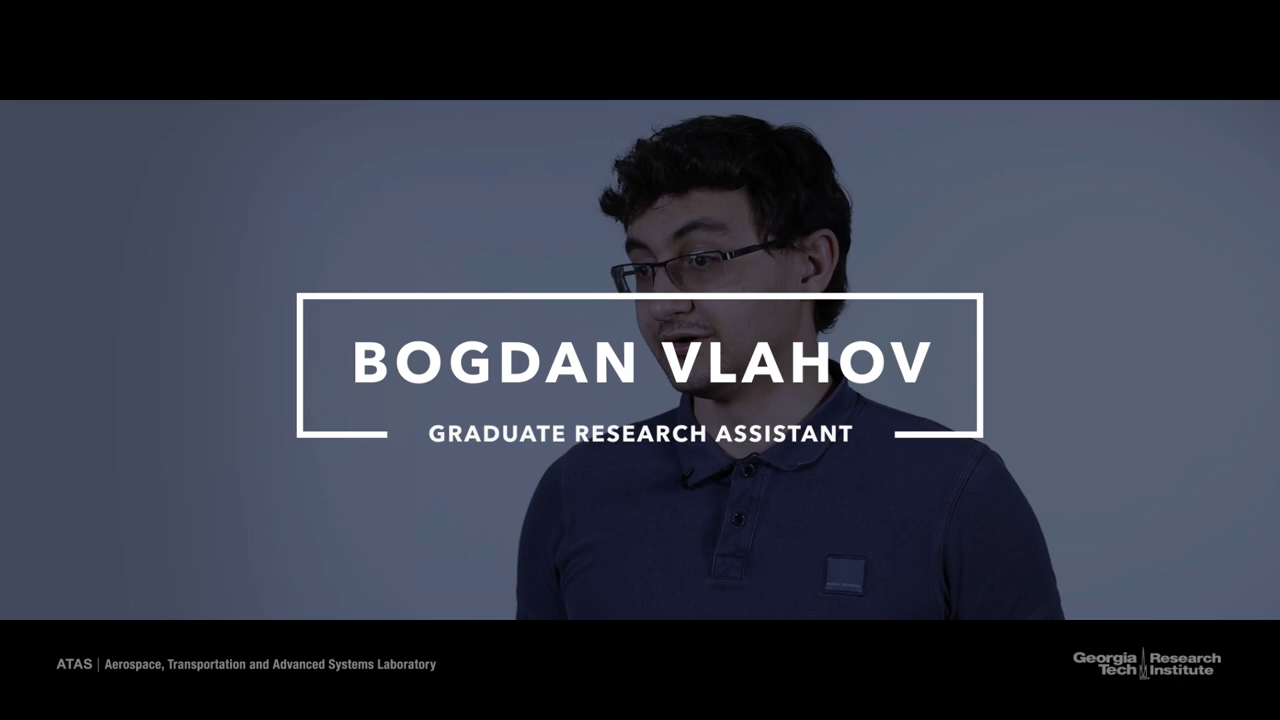 BOGDAN VLAHOV
GRADUATE RESEARCH ASSISTANT
ATAS | Aerospace, Transportation and Advanced Systems Laboratory
Georgia Tech Research Institute